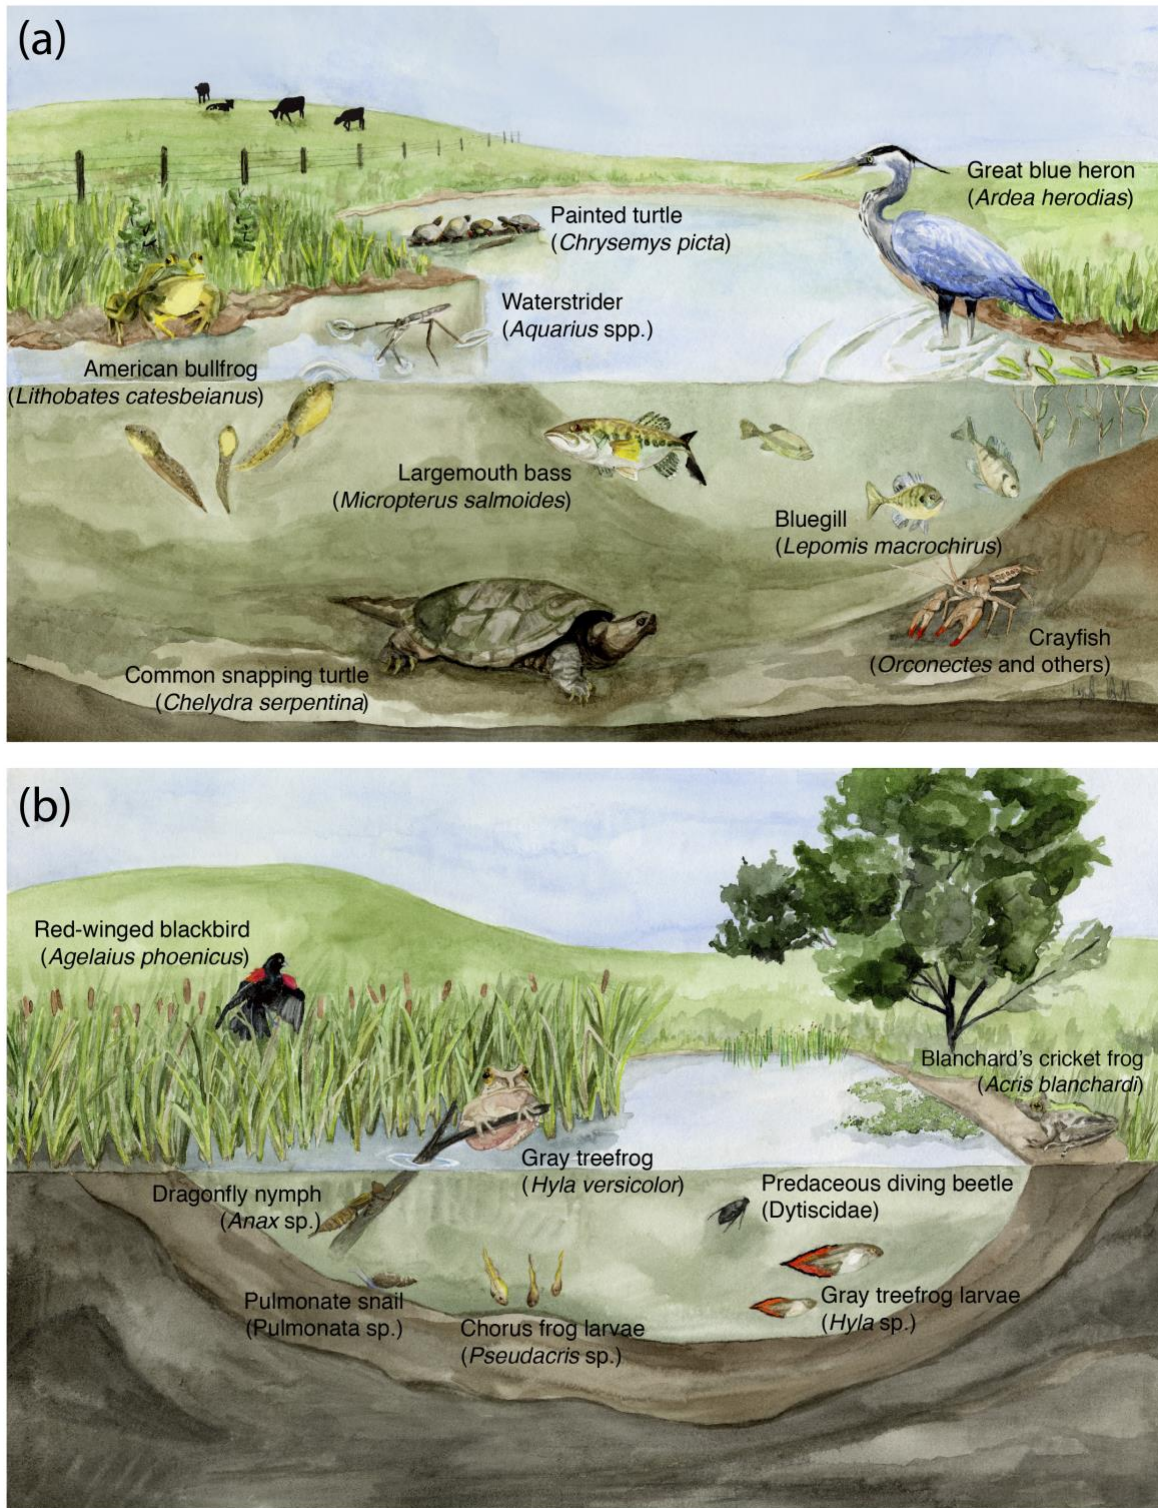 (a)
Great blue heron
(Ardea herodias)
Painted turtle
(Chrysemys picta)
Waterstrider
(Aquarius spp.)
American bullfrog
(Lithobates catesbeianus)
Largemouth bass
(Micropterus salmoides)
Bluegill
(Lepomis macrochirus)
Crayfish
(Orconectes and others)
Common snapping turtle
(Chelydra serpentina)
(b)
Red-winged blackbird
(Agelaius phoenicus)
Blanchard's cricket frog
(Acris blanchardi)
Gray treefrog
(Hyla versicolor)
Dragonfly nymph
(Anax sp.)
Predaceous diving beetle
(Dytiscidae)
Pulmonate snail
(Pulmonata sp.)
Chorus frog larvae
(Pseudacris sp.)
Gray treefrog larvae
(Hyla sp.)